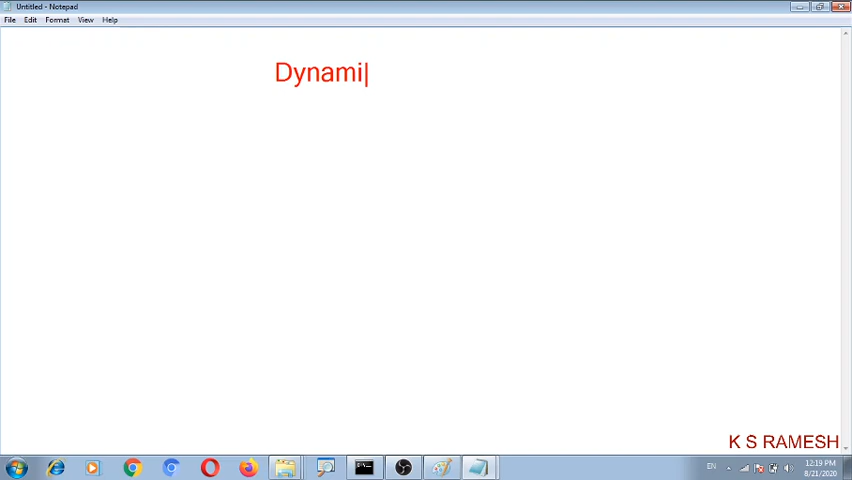 Untitled - Notepad
File Edit Format View Help
Dynami
K S RAMESH
EN 12:19 PM
8/21/2020